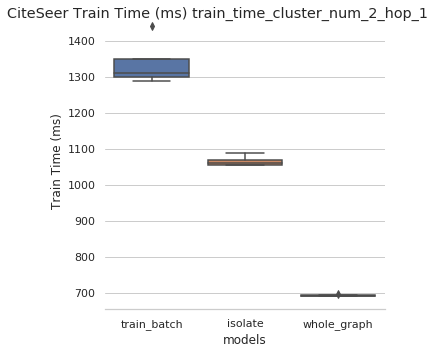 CiteSeer Train Time (ms) train_time_cluster_num_2_hop_1
1400
1300
1200
1100
1000
900
800
700
Train Time (ms)
train_batch isolate whole_graph
models